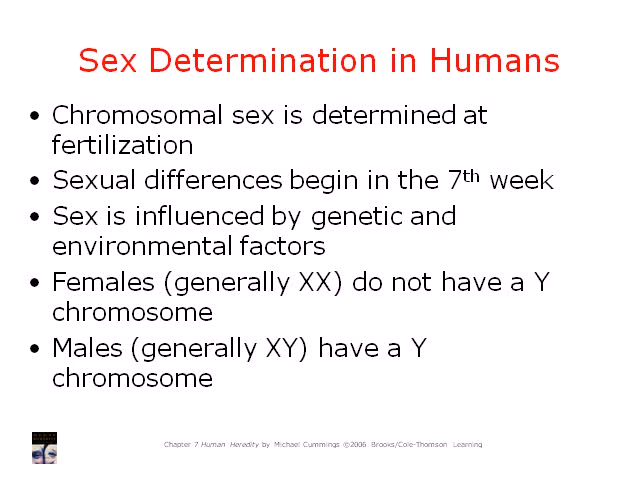 Sex Determination in Humans
• Chromosomal sex is determined at
fertilization
• Sexual differences begin in the 7th week
• Sex is influenced by genetic and
environmental factors
• Females (generally XX) do not have a Y
chromosome
• Males (generally XY) have a Y
chromosome
Chapter 7 Human Heredity by Michael Cummings ©2006 Brooks/Cole-Thomson Learning